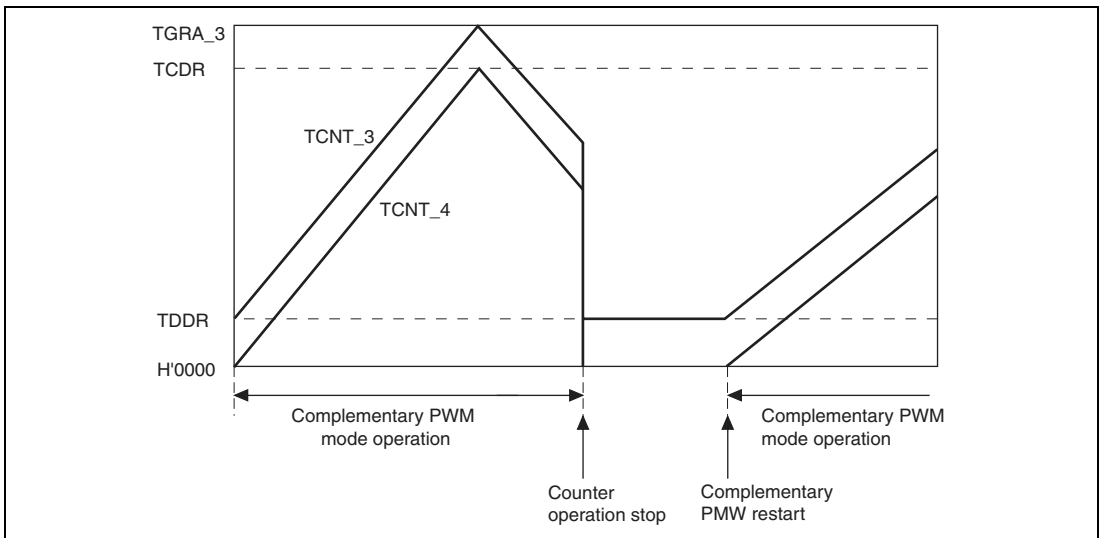 TGRA_3
TCDR
TCNT_3
TCNT_4
TDDR
H'0000
Complementary PWM
mode operation
Complementary PWM
mode operation
Counter
operation stop
Complementary
PMW restart